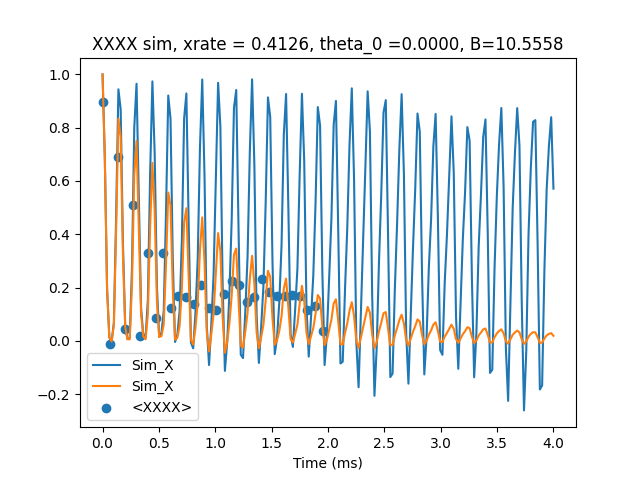 XXXX sim, xrate = 0.4126, theta_0 =0.0000, B=10.5558
1.0
0.8
0.6
0.4
0.2
0.0
−0.2
Sim_X
Sim_X
<XXXX>
0.0 0.5 1.0 1.5 2.0 2.5 3.0 3.5 4.0
Time (ms)